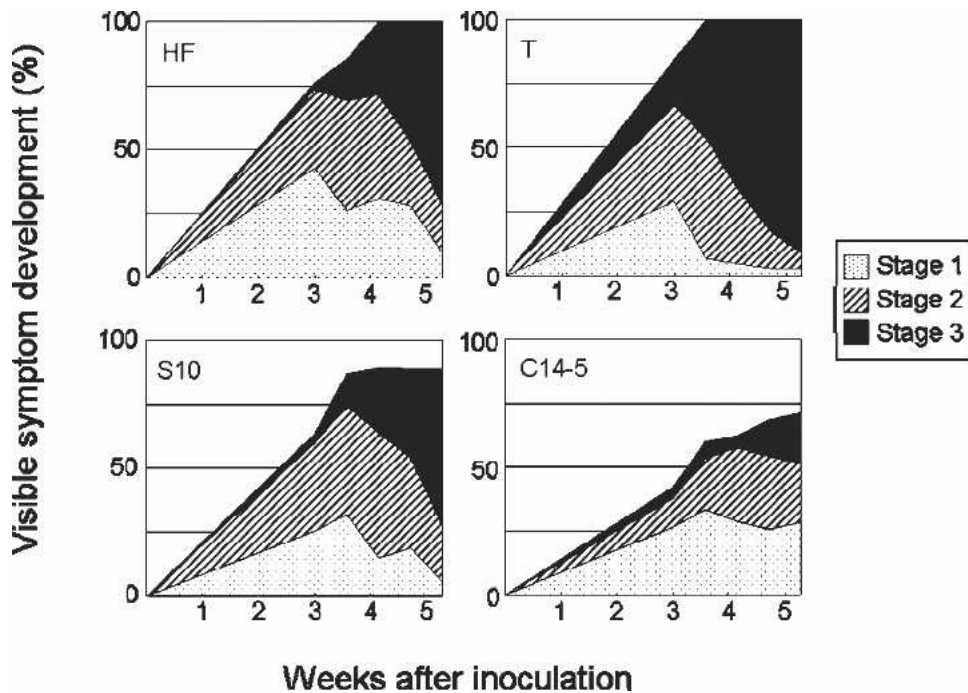 Visible symptom development (%)
100
HF
50
0
1 2 3 4 5
100
T
50
0
1 2 3 4 5
100
S10
50
0
1 2 3 4 5
100
C14-5
50
0
1 2 3 4 5
Stage 1
Stage 2
Stage 3
Weeks after inoculation